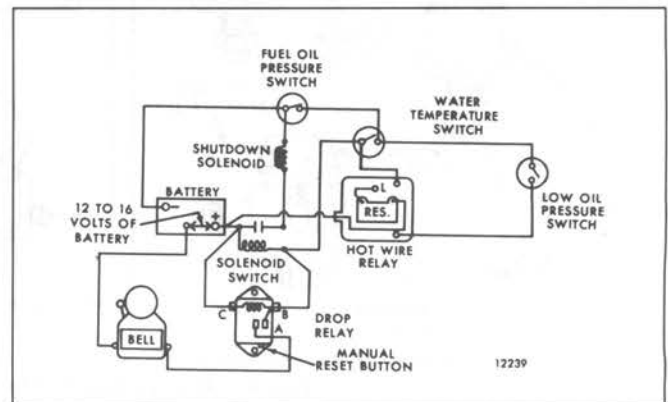 FUEL OIL
PRESSURE
SWITCH
WATER
TEMPERATURE
SWITCH
SHUTDOWN
SOLENOID
BATTERY
12 TO 16
VOLTS OF
BATTERY
-
+
L
RES.
LOW OIL
PRESSURE
SWITCH
HOT WIRE
RELAY
SOLENOID
SWITCH
C
B
A
DROP
RELAY
BELL
MANUAL
RESET BUTTON
12239